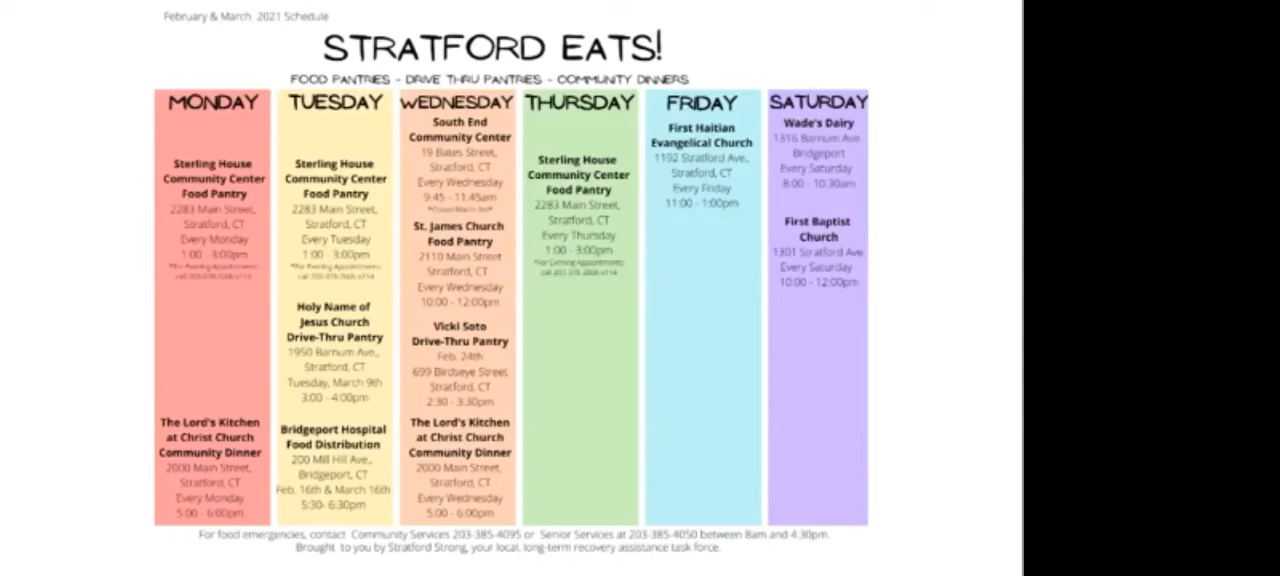 February & March 2021 Schedule
STRATFORD EATS!
FOOD PANTRIES - DRIVE THRU PANTRIES - COMMUNITY DINNERS
MONDAY
Sterling House
Community Center
Food Pantry
2283 Main Street,
Stratford, CT
Every Monday
1:00 - 3:00pm
*For Evening Appointments
The Lord's Kitchen
at Christ Church
Community Dinner
2000 Main Street,
Stratford, CT
Every Monday
5:00 - 6:00pm
TUESDAY
Sterling House
Community Center
Food Pantry
2283 Main Street,
Stratford, CT
Every Tuesday
1:00 - 3:00pm
*For Evening Appointments
Holy Name of
Jesus Church
Drive-Thru Pantry
1950 Barnum Ave.,
Stratford, CT
Tuesday, March 9th
3:00 - 4:00pm
Bridgeport Hospital
Food Distribution
200 Mill Hill Ave.,
Bridgeport, CT
Feb. 16th & March 16th
5:30- 6:30pm
WEDNESDAY
South End
Community Center
19 Bates Street,
Stratford, CT
Every Wednesday
9:45 - 11:45am
St. James Church
Food Pantry
2110 Main Street
Stratford, CT
Every Wednesday
10:00 - 12:00pm
Vicki Soto
Drive-Thru Pantry
Feb. 24th
699 Birdseye Street
Stratford, CT
2:30 - 3:30pm
The Lord's Kitchen
at Christ Church
Community Dinner
2000 Main Street,
Stratford, CT
Every Wednesday
5:00 - 6:00pm
THURSDAY
Sterling House
Community Center
Food Pantry
2283 Main Street,
Stratford, CT
Every Thursday
1:00 - 3:00pm
*For Evening Appointments
FRIDAY
First Haitian
Evangelical Church
1192 Stratford Ave.,
Stratford, CT
Every Friday
11:00 - 1:00pm
SATURDAY
Wade's Dairy
1316 Barnum Ave.
Bridgeport
Every Saturday
8:00 - 10:30am
First Baptist
Church
1301 Stratford Ave.
Every Saturday
10:00 - 12:00pm
For food emergencies, contact Community Services 203-385-4095 or Senior Services at 203-385-4050 between 8am and 4:30pm.
Brought to you by Stratford Strong, your local, long-term recovery assistance task force.